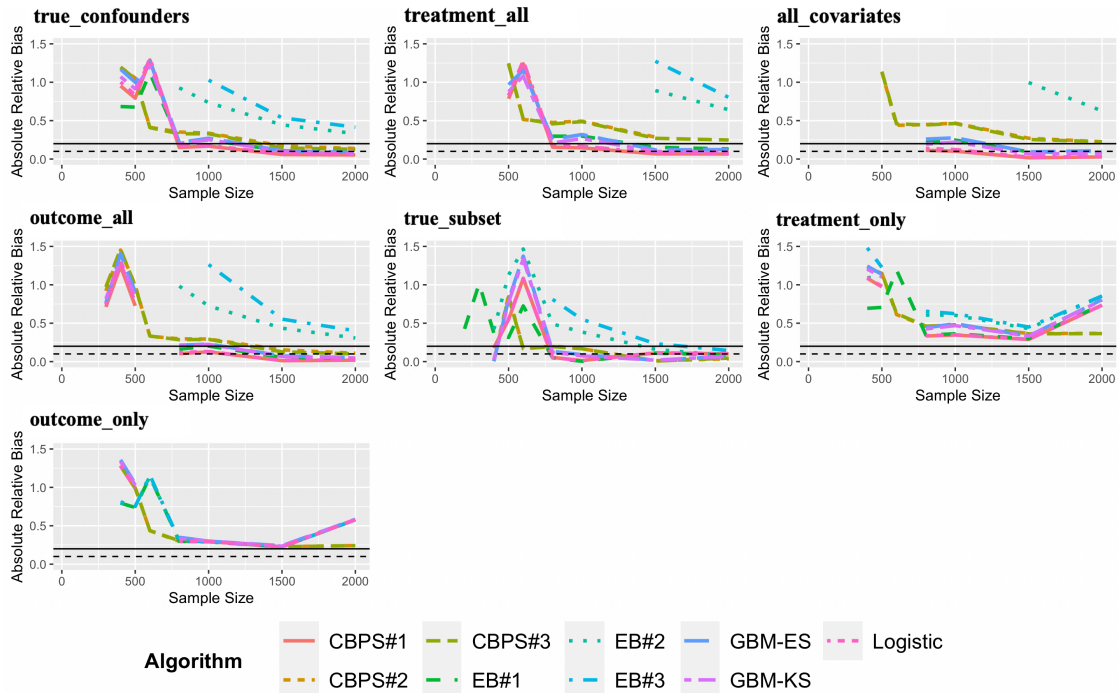 true_confounders
treatment_all
all_covariates
Absolute Relative Bias
1.5
1.0
0.5
0.0
0
500
1000
1500
2000
Sample Size
Absolute Relative Bias
1.5
1.0
0.5
0.0
0
500
1000
1500
2000
Sample Size
Absolute Relative Bias
1.5
1.0
0.5
0.0
0
500
1000
1500
2000
Sample Size
outcome_all
true_subset
treatment_only
Absolute Relative Bias
1.5
1.0
0.5
0.0
0
500
1000
1500
2000
Sample Size
Absolute Relative Bias
1.5
1.0
0.5
0.0
0
500
1000
1500
2000
Sample Size
Absolute Relative Bias
1.5
1.0
0.5
0.0
0
500
1000
1500
2000
Sample Size
outcome_only
Absolute Relative Bias
1.5
1.0
0.5
0.0
0
500
1000
1500
2000
Sample Size
Algorithm
CBPS#1
CBPS#3
EB#2
GBM-ES
Logistic
CBPS#2
EB#1
EB#3
GBM-KS